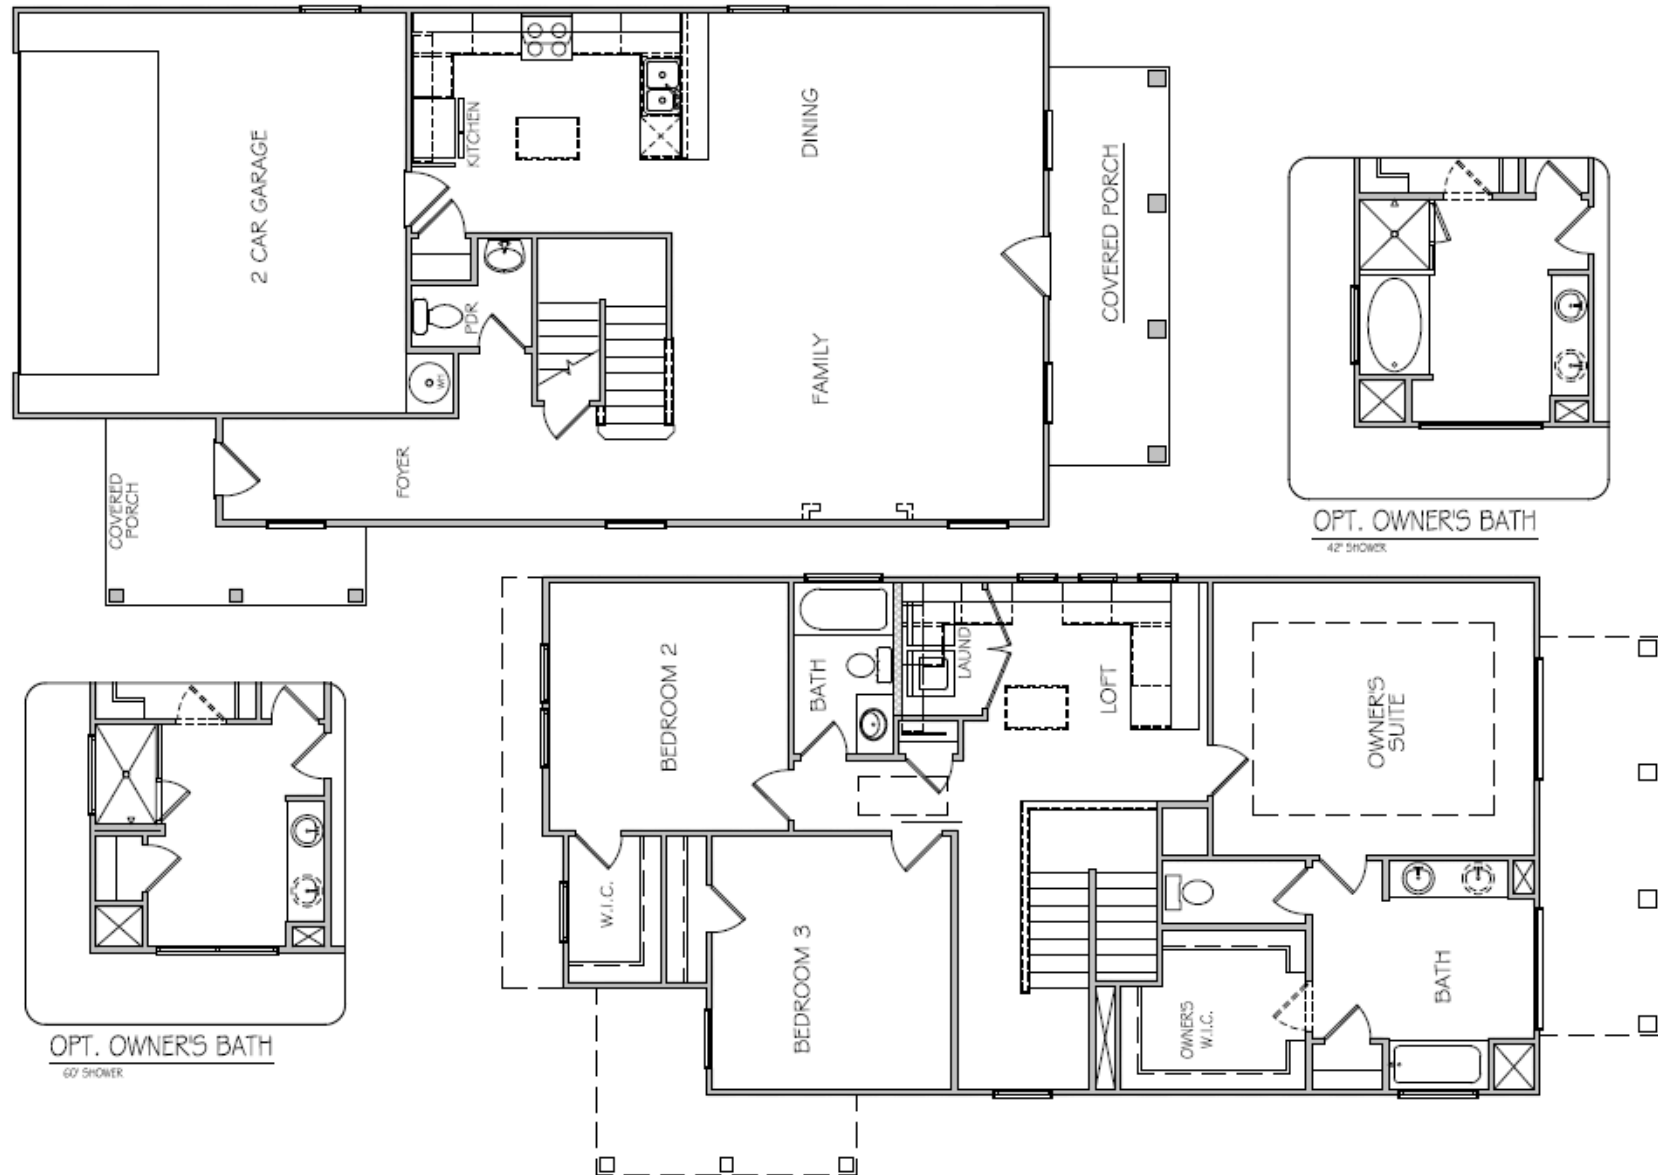 2 CAR GARAGE
KITCHEN
DINING
COVERED PORCH
PDR
WH
FAMILY
FOYER
COVERED
PORCH
OPT. OWNER'S BATH
42" SHOWER
BEDROOM 2
BATH
LAUND
LOFT
OWNER'S
SUITE
W.I.C.
BEDROOM 3
OWNER'S
W.I.C.
BATH
OPT. OWNER'S BATH
60" SHOWER